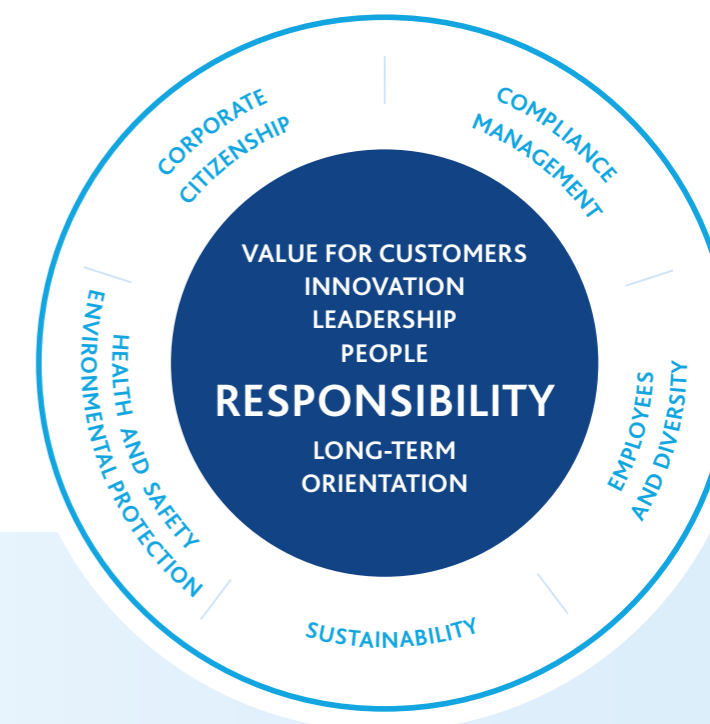 CORPORATE
CITIZENSHIP
COMPLIANCE
MANAGEMENT
VALUE FOR CUSTOMERS
INNOVATION
LEADERSHIP
PEOPLE
RESPONSIBILITY
LONG-TERM
ORIENTATION
HEALTH AND SAFETY
ENVIRONMENTAL PROTECTION
EMPLOYEES
AND DIVERSITY
SUSTAINABILITY